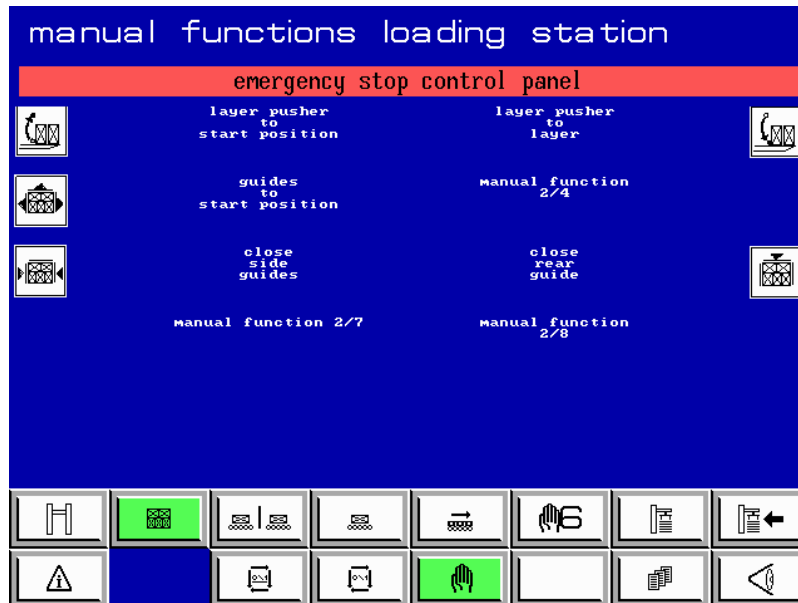 manual functions loading station
emergency stop control panel
layer pusher
to
start position
layer pusher
to
layer
guides
to
start position
manual function
2/4
close
side
guides
close
rear
guide
manual function 2/7
manual function
2/8
6